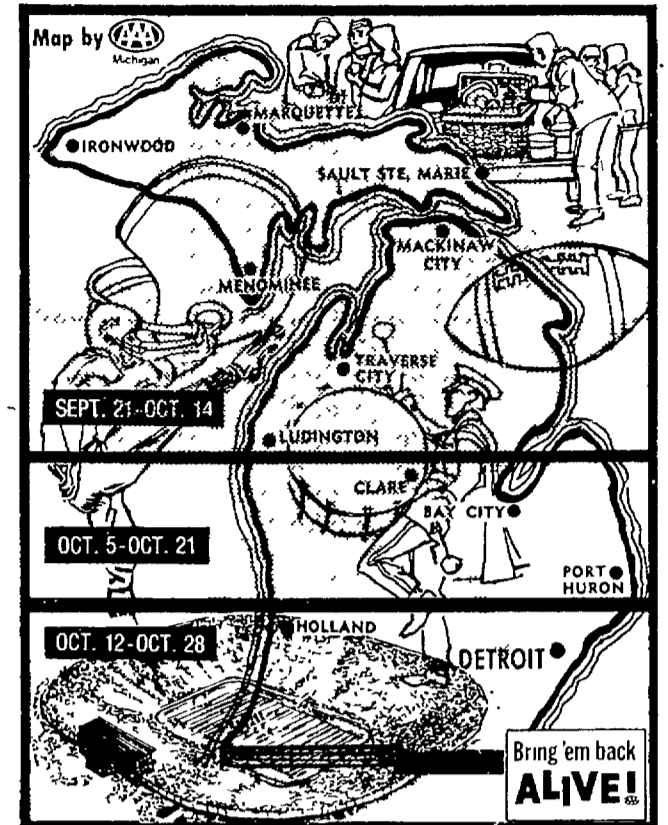 Map by AAA
Michigan
MARQUETTE
IRONWOOD
SAULT STE. MARIE
MACKINAW
CITY
MENOMINEE
TRAVERSE
CITY
SEPT. 21-OCT. 14
LUDINGTON
CLARE
BAY CITY
OCT. 5-OCT. 21
PORT
HURON
HOLLAND
OCT. 12-OCT. 28
DETROIT
Bring 'em back
ALIVE!